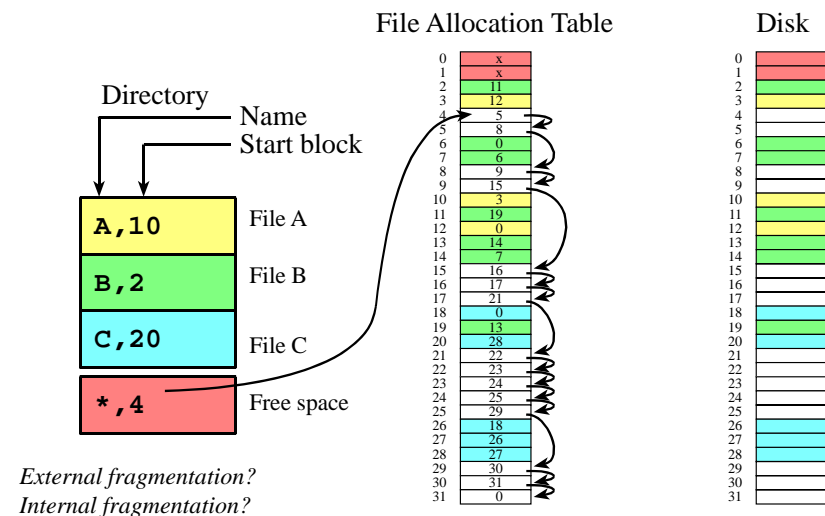 File Allocation Table
Disk
Directory
Name
Start block
A,10
File A
B,2
File B
C,20
File C
*,4
Free space
External fragmentation?
Internal fragmentation?
0 x 0
1 x 1
2 11 2
3 12 3
4 5 4
5 8 5
6 0 6
7 6 7
8 9 8
9 15 9
10 3 10
11 19 11
12 0 12
13 14 13
14 7 14
15 16 15
16 17 16
17 21 17
18 0 18
19 13 19
20 28 20
21 22 21
22 23 22
23 24 23
24 25 24
25 29 25
26 18 26
27 26 27
28 27 28
29 30 29
30 31 30
31 0 31